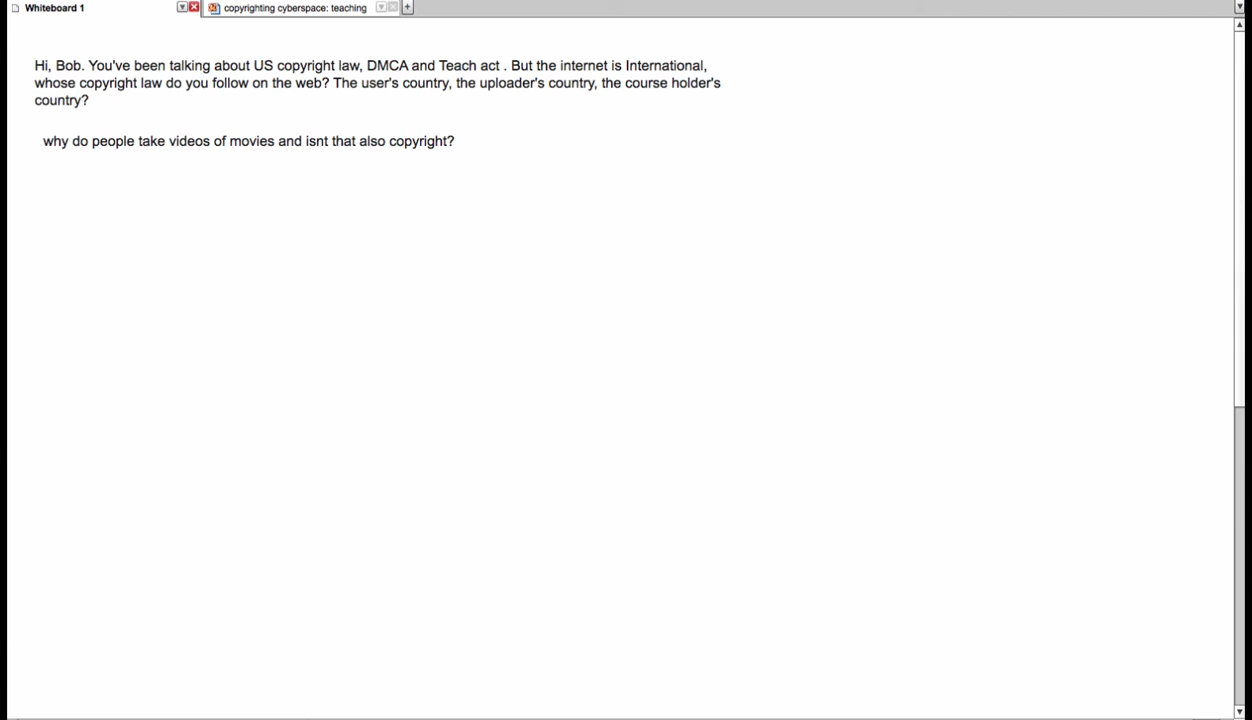 Whiteboard 1
copyrighting cyberspace: teaching
Hi, Bob. You've been talking about US copyright law, DMCA and Teach act . But the internet is International,
whose copyright law do you follow on the web? The user's country, the uploader's country, the course holder's
country?
why do people take videos of movies and isnt that also copyright?